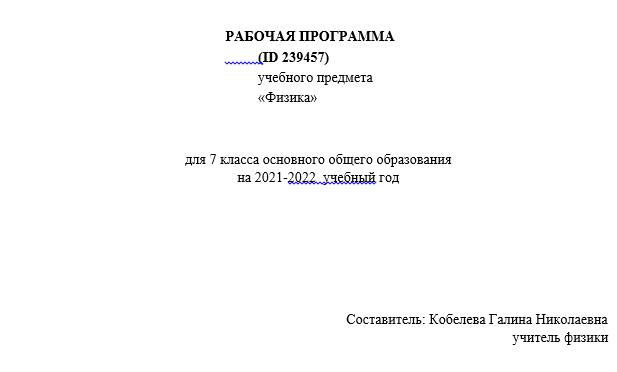 РАБОЧАЯ ПРОГРАММА
(ID 239457)
учебного предмета
«Физика»
для 7 класса основного общего образования
на 2021-2022  учебный год
Составитель: Кобелева Галина Николаевна
учитель физики